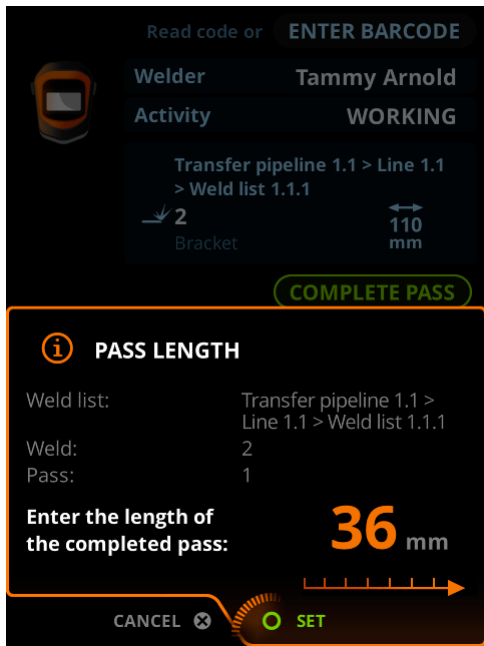 Read code or ENTER BARCODE
Welder Tammy Arnold
Activity WORKING
Transfer pipeline 1.1 > Line 1.1
> Weld list 1.1.1
2
110
Bracket mm
COMPLETE PASS
PASS LENGTH
Weld list: Transfer pipeline 1.1 >
Line 1.1 > Weld list 1.1.1
Weld: 2
Pass: 1
Enter the length of
the completed pass: 36 mm
CANCEL SET